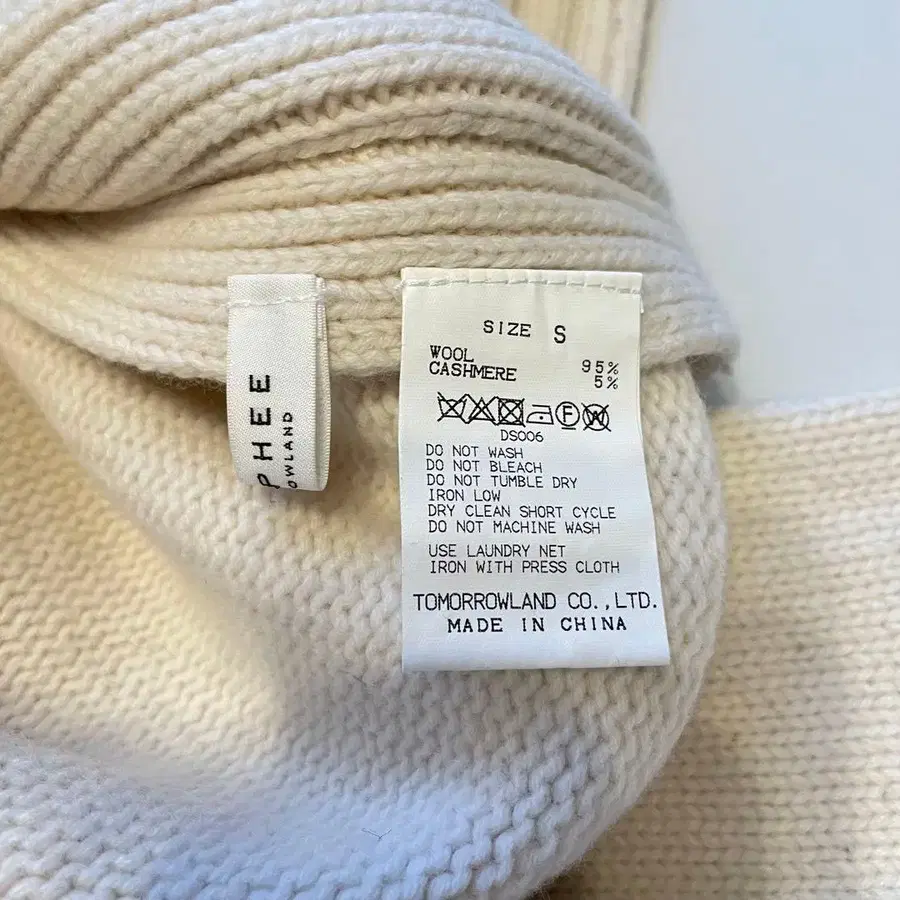 PHEE
OWLAND
SIZE S
WOOL 95%
CASHMERE 5%
DS006
DO NOT WASH
DO NOT BLEACH
DO NOT TUMBLE DRY
IRON LOW
DRY CLEAN SHORT CYCLE
DO NOT MACHINE WASH
USE LAUNDRY NET
IRON WITH PRESS CLOTH
TOMORROWLAND CO.,LTD.
MADE IN CHINA